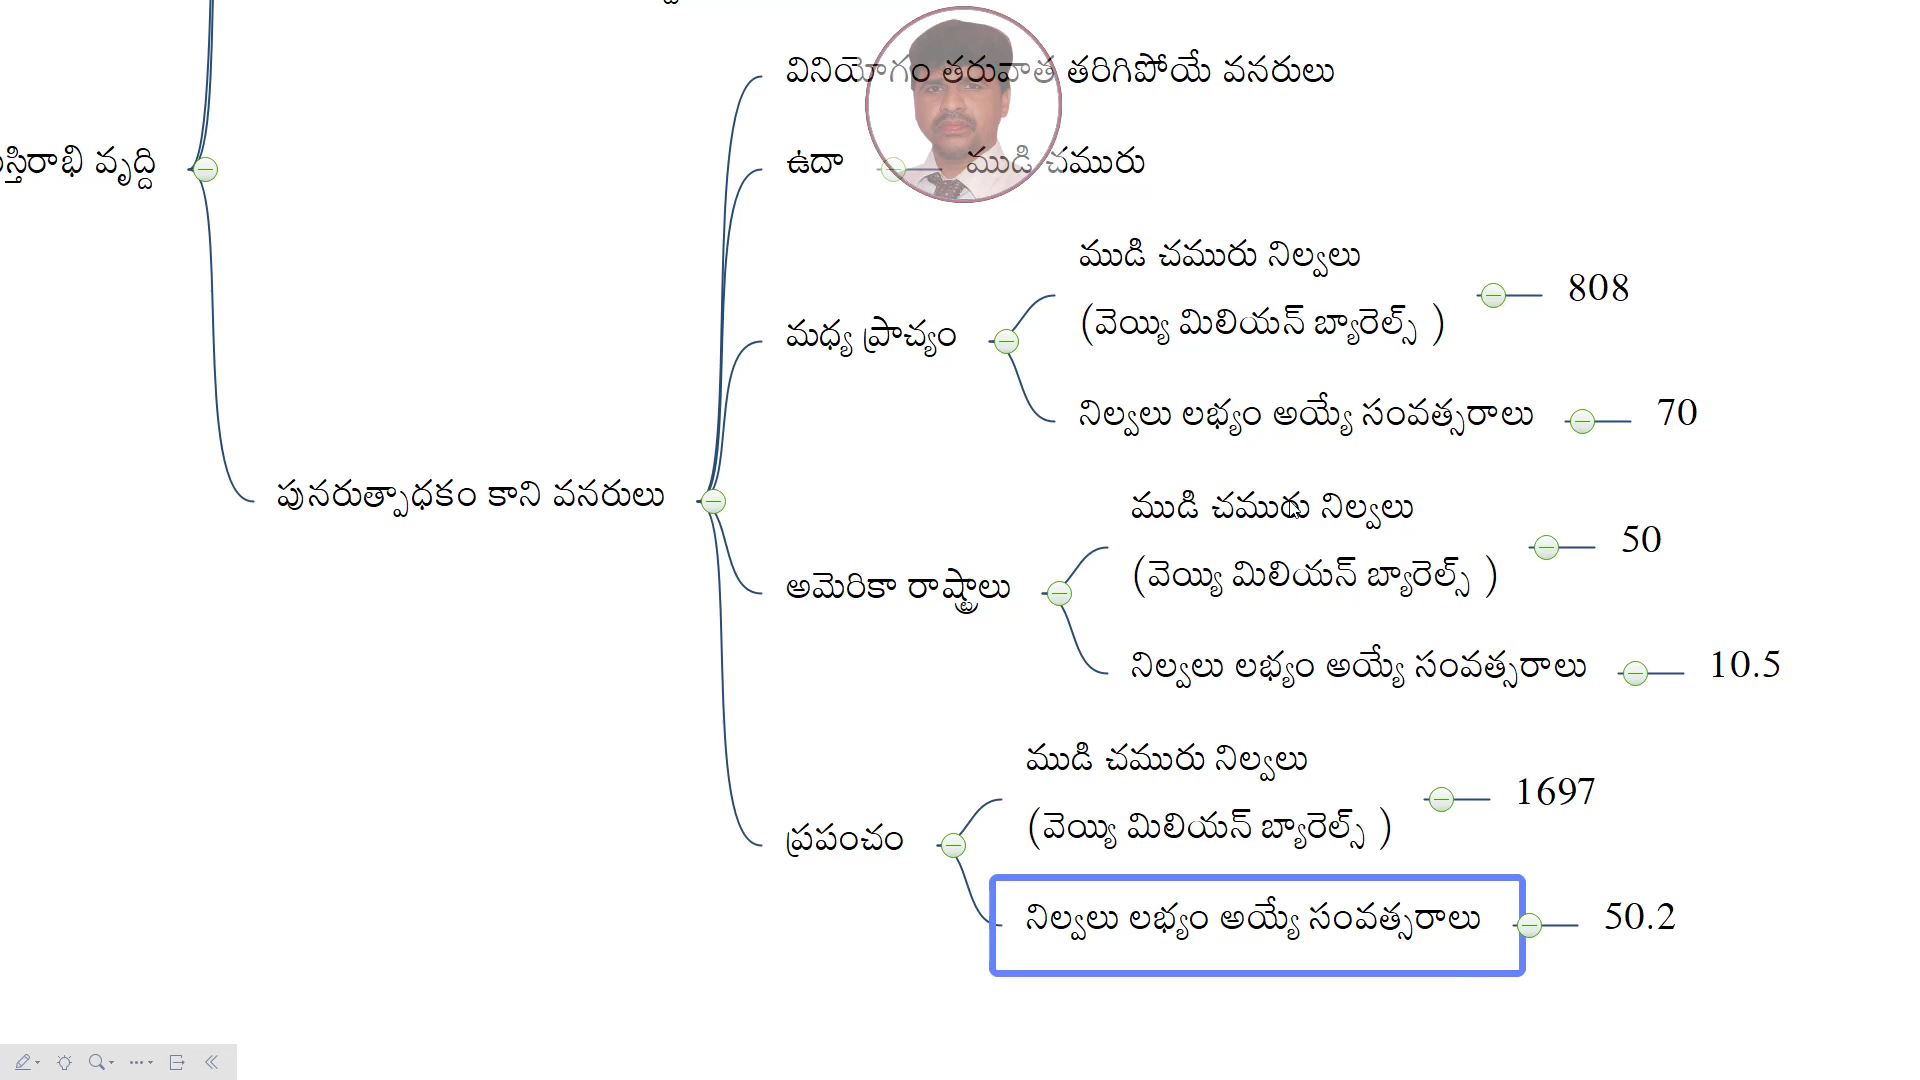 వినియోగం తరువాత తరిగిపోయే వనరులు
వృద్ది
ఉదా
ముడి చమురు
ముడి చమురు నిల్వలు
(వెయ్యి మిలియన్ బ్యారెల్స్ )
808
మధ్య ప్రాచ్యం
నిల్వలు లభ్యం అయ్యే సంవత్సరాలు
70
పునరుత్పాధకం కాని వనరులు
ముడి చమురు నిల్వలు
(వెయ్యి మిలియన్ బ్యారెల్స్ )
50
అమెరికా రాష్ట్రాలు
నిల్వలు లభ్యం అయ్యే సంవత్సరాలు
10.5
ముడి చమురు నిల్వలు
(వెయ్యి మిలియన్ బ్యారెల్స్ )
1697
ప్రపంచం
నిల్వలు లభ్యం అయ్యే సంవత్సరాలు
50.2